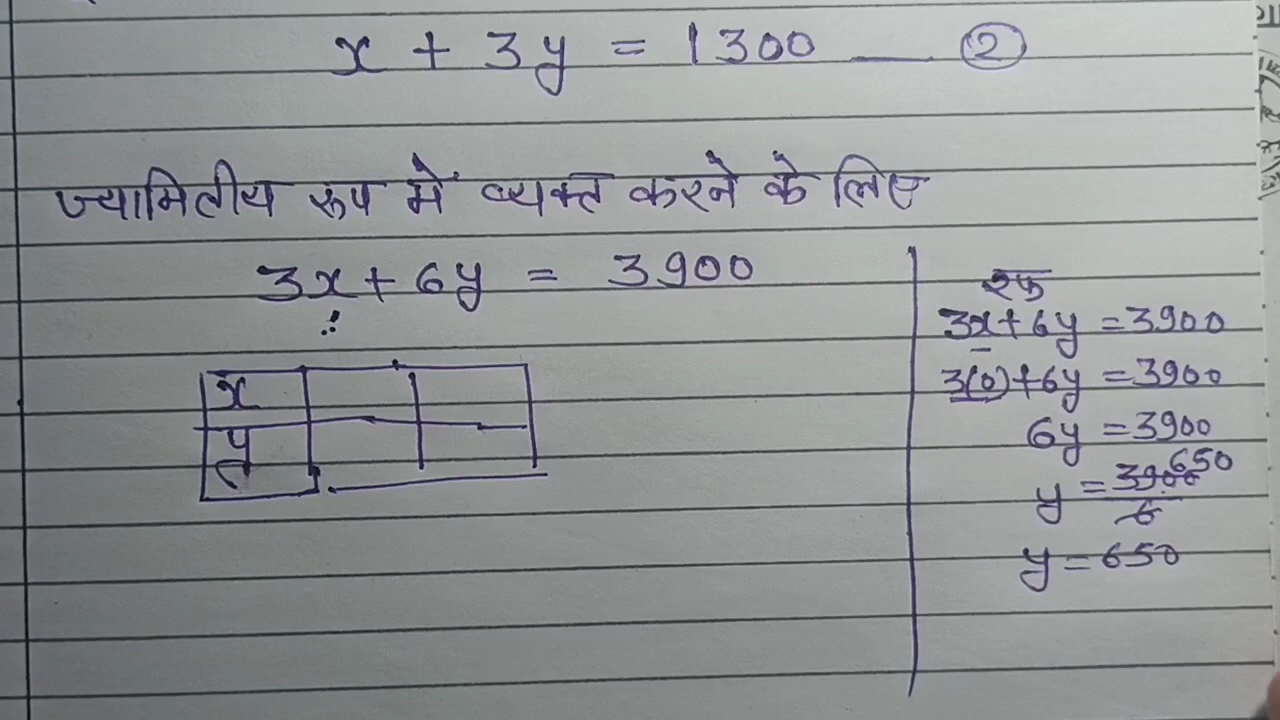 x + 3y = 1300 — ②
ज्यामितीय रूप में व्यक्त करने के लिए
3x + 6y = 3900
∴
x
y
रफ
3x + 6y = 3900
3(0) + 6y = 3900
6y = 3900
y = 3900/6 650
y = 650